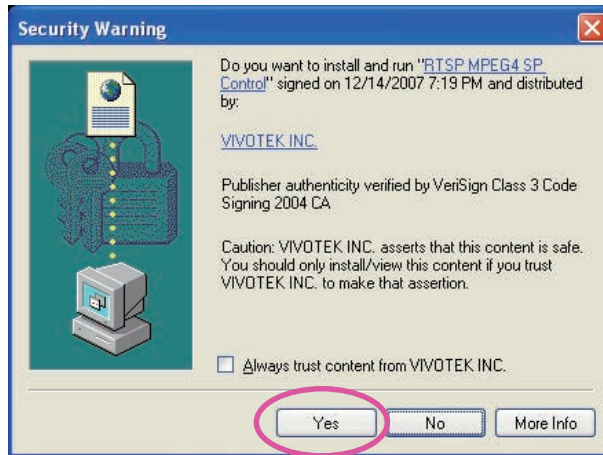 Security Warning
Do you want to install and run "RTSP MPEG4 SP
Control" signed on 12/14/2007 7:19 PM and distributed
by:
VIVOTEK INC.
Publisher authenticity verified by VeriSign Class 3 Code
Signing 2004 CA
Caution: VIVOTEK INC. asserts that this content is safe.
You should only install/view this content if you trust
VIVOTEK INC. to make that assertion.
Always trust content from VIVOTEK INC.
Yes No More Info